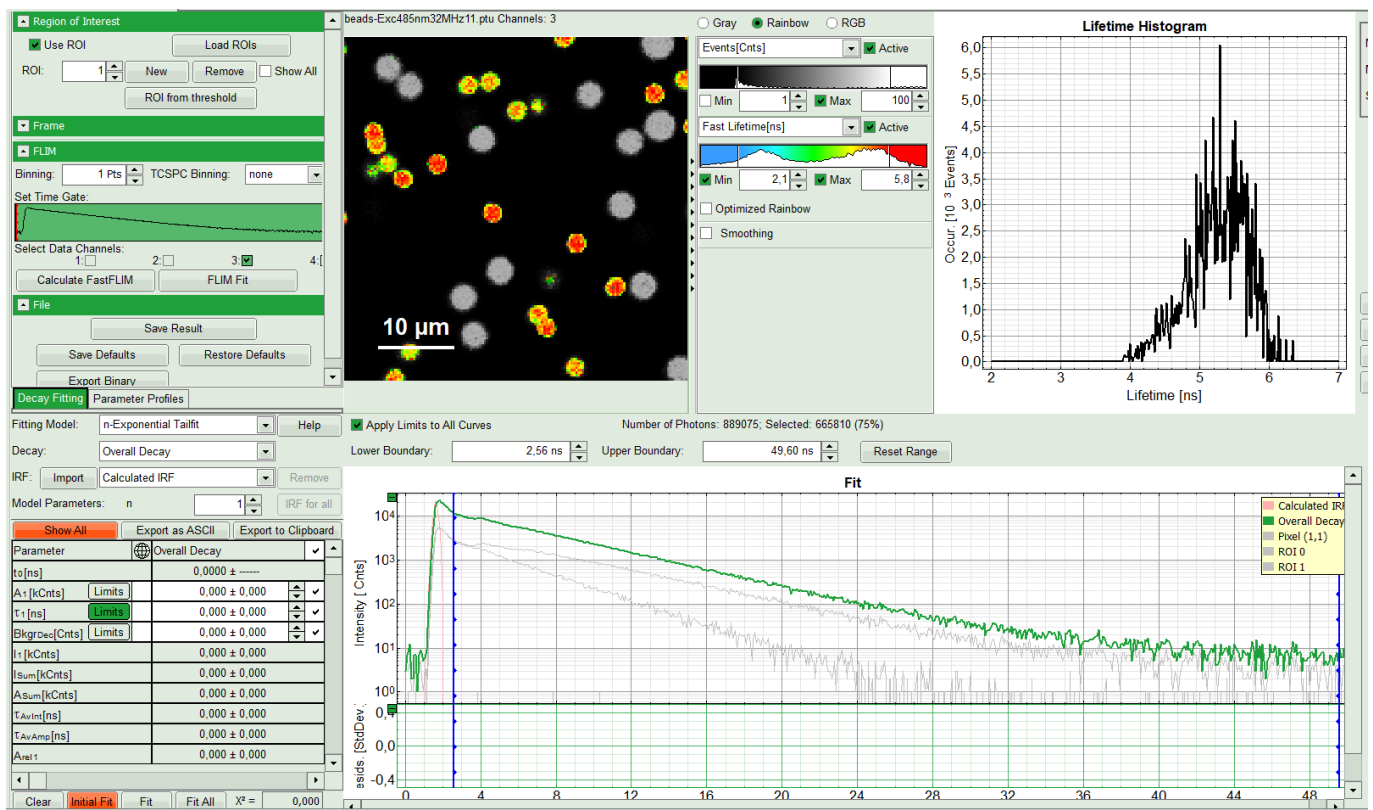 Region of Interest
Use ROI Load ROIs
ROI: 1 New Remove Show All
ROI from threshold
Frame
FLIM
Binning: 1 Pts TCSPC Binning: none
Set Time Gate:
Select Data Channels:
1: 2: 3: 4:
Calculate FastFLIM FLIM Fit
File
Save Result
Save Defaults Restore Defaults
Export Binary
beads-Exc485nm32MHz11.ptu Channels: 3
10 µm
Gray Rainbow RGB
Events[Cnts] Active
Min 1 Max 100
Fast Lifetime[ns] Active
Min 2,1 Max 5,8
Optimized Rainbow
Smoothing
Lifetime Histogram
Occur. [10 3 Events]
6,0
5,5
5,0
4,5
4,0
3,5
3,0
2,5
2,0
1,5
1,0
0,5
0,0
2 3 4 5 6 7
Lifetime [ns]
Decay Fitting Parameter Profiles
Fitting Model: n-Exponential Tailfit Help
Decay: Overall Decay
IRF: Import Calculated IRF Remove
Model Parameters: n 1 IRF for all
Show All Export as ASCII Export to Clipboard
Parameter Overall Decay
to[ns] 0,0000 ± ------
A1[kCnts] Limits 0,000 ± 0,000
τ1[ns] Limits 0,000 ± 0,000
BkgrDec[Cnts] Limits 0,000 ± 0,000
I1[kCnts] 0,000 ± 0,000
ISum[kCnts] 0,000 ± 0,000
ASum[kCnts] 0,000 ± 0,000
τAvInt[ns] 0,000 ± 0,000
τAvAmp[ns] 0,000 ± 0,000
Arel1 0,000 ± 0,000
Clear Initial Fit Fit Fit All X² = 0,000
Apply Limits to All Curves Number of Photons: 889075; Selected: 665810 (75%)
Lower Boundary: 2,56 ns Upper Boundary: 49,60 ns Reset Range
Fit
Intensity [Cnts]
104
103
102
101
100
Calculated IRF
Overall Decay
Pixel (1,1)
ROI 0
ROI 1
esids. [StdDev.
0,4
0,0
-0,4
0 4 8 12 16 20 24 28 32 36 40 44 48